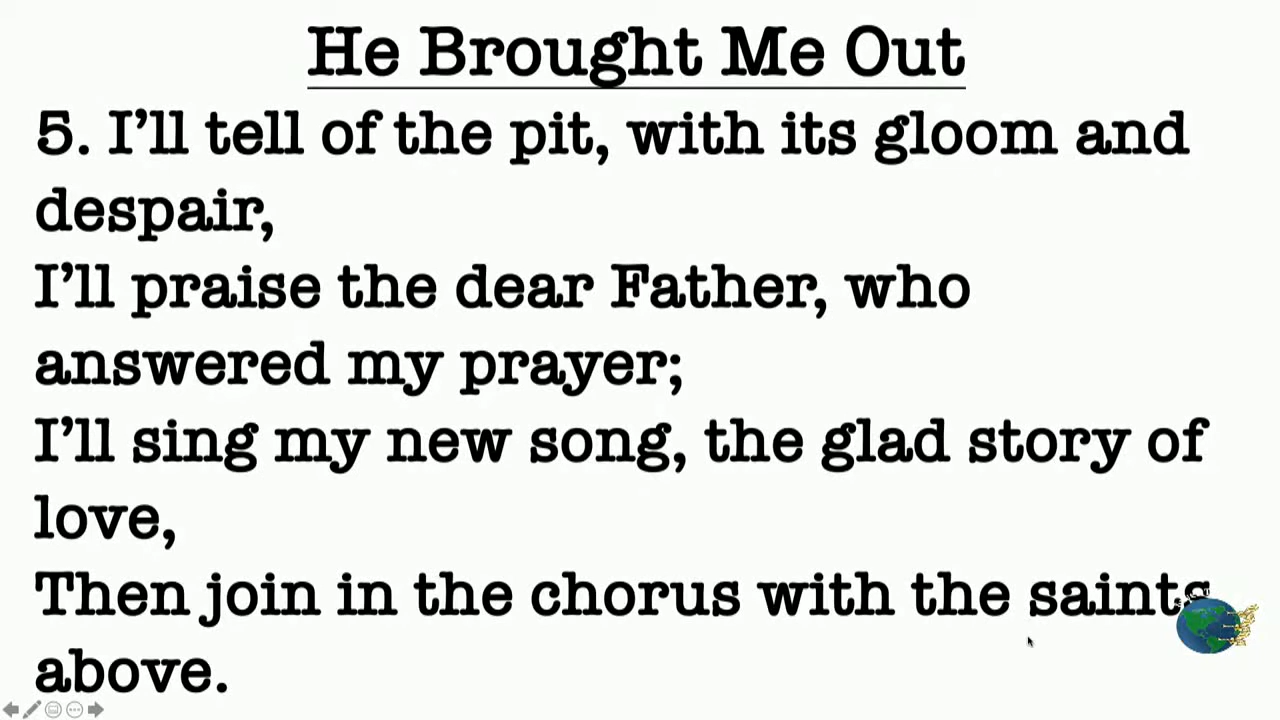 He Brought Me Out
5. I’ll tell of the pit, with its gloom and
despair,
I’ll praise the dear Father, who
answered my prayer;
I’ll sing my new song, the glad story of
love,
Then join in the chorus with the saints
above.